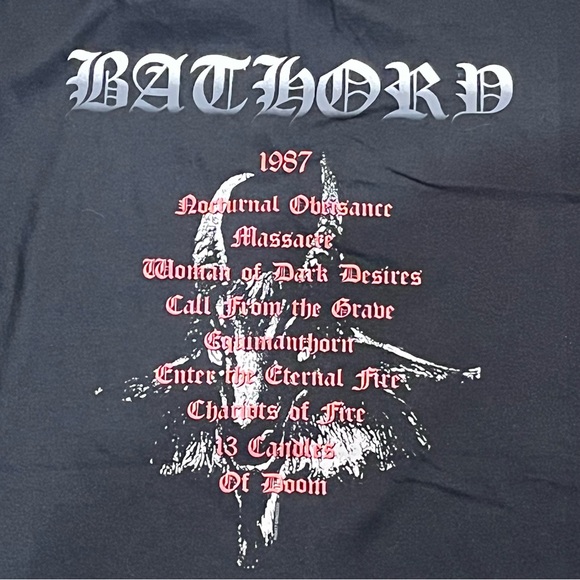 BATHORY
1987
Nocturnal Obeisance
Massacre
Woman of Dark Desires
Call From the Grave
Equimanthorn
Enter the Eternal Fire
Chariots of Fire
13 Candles
Of Doom